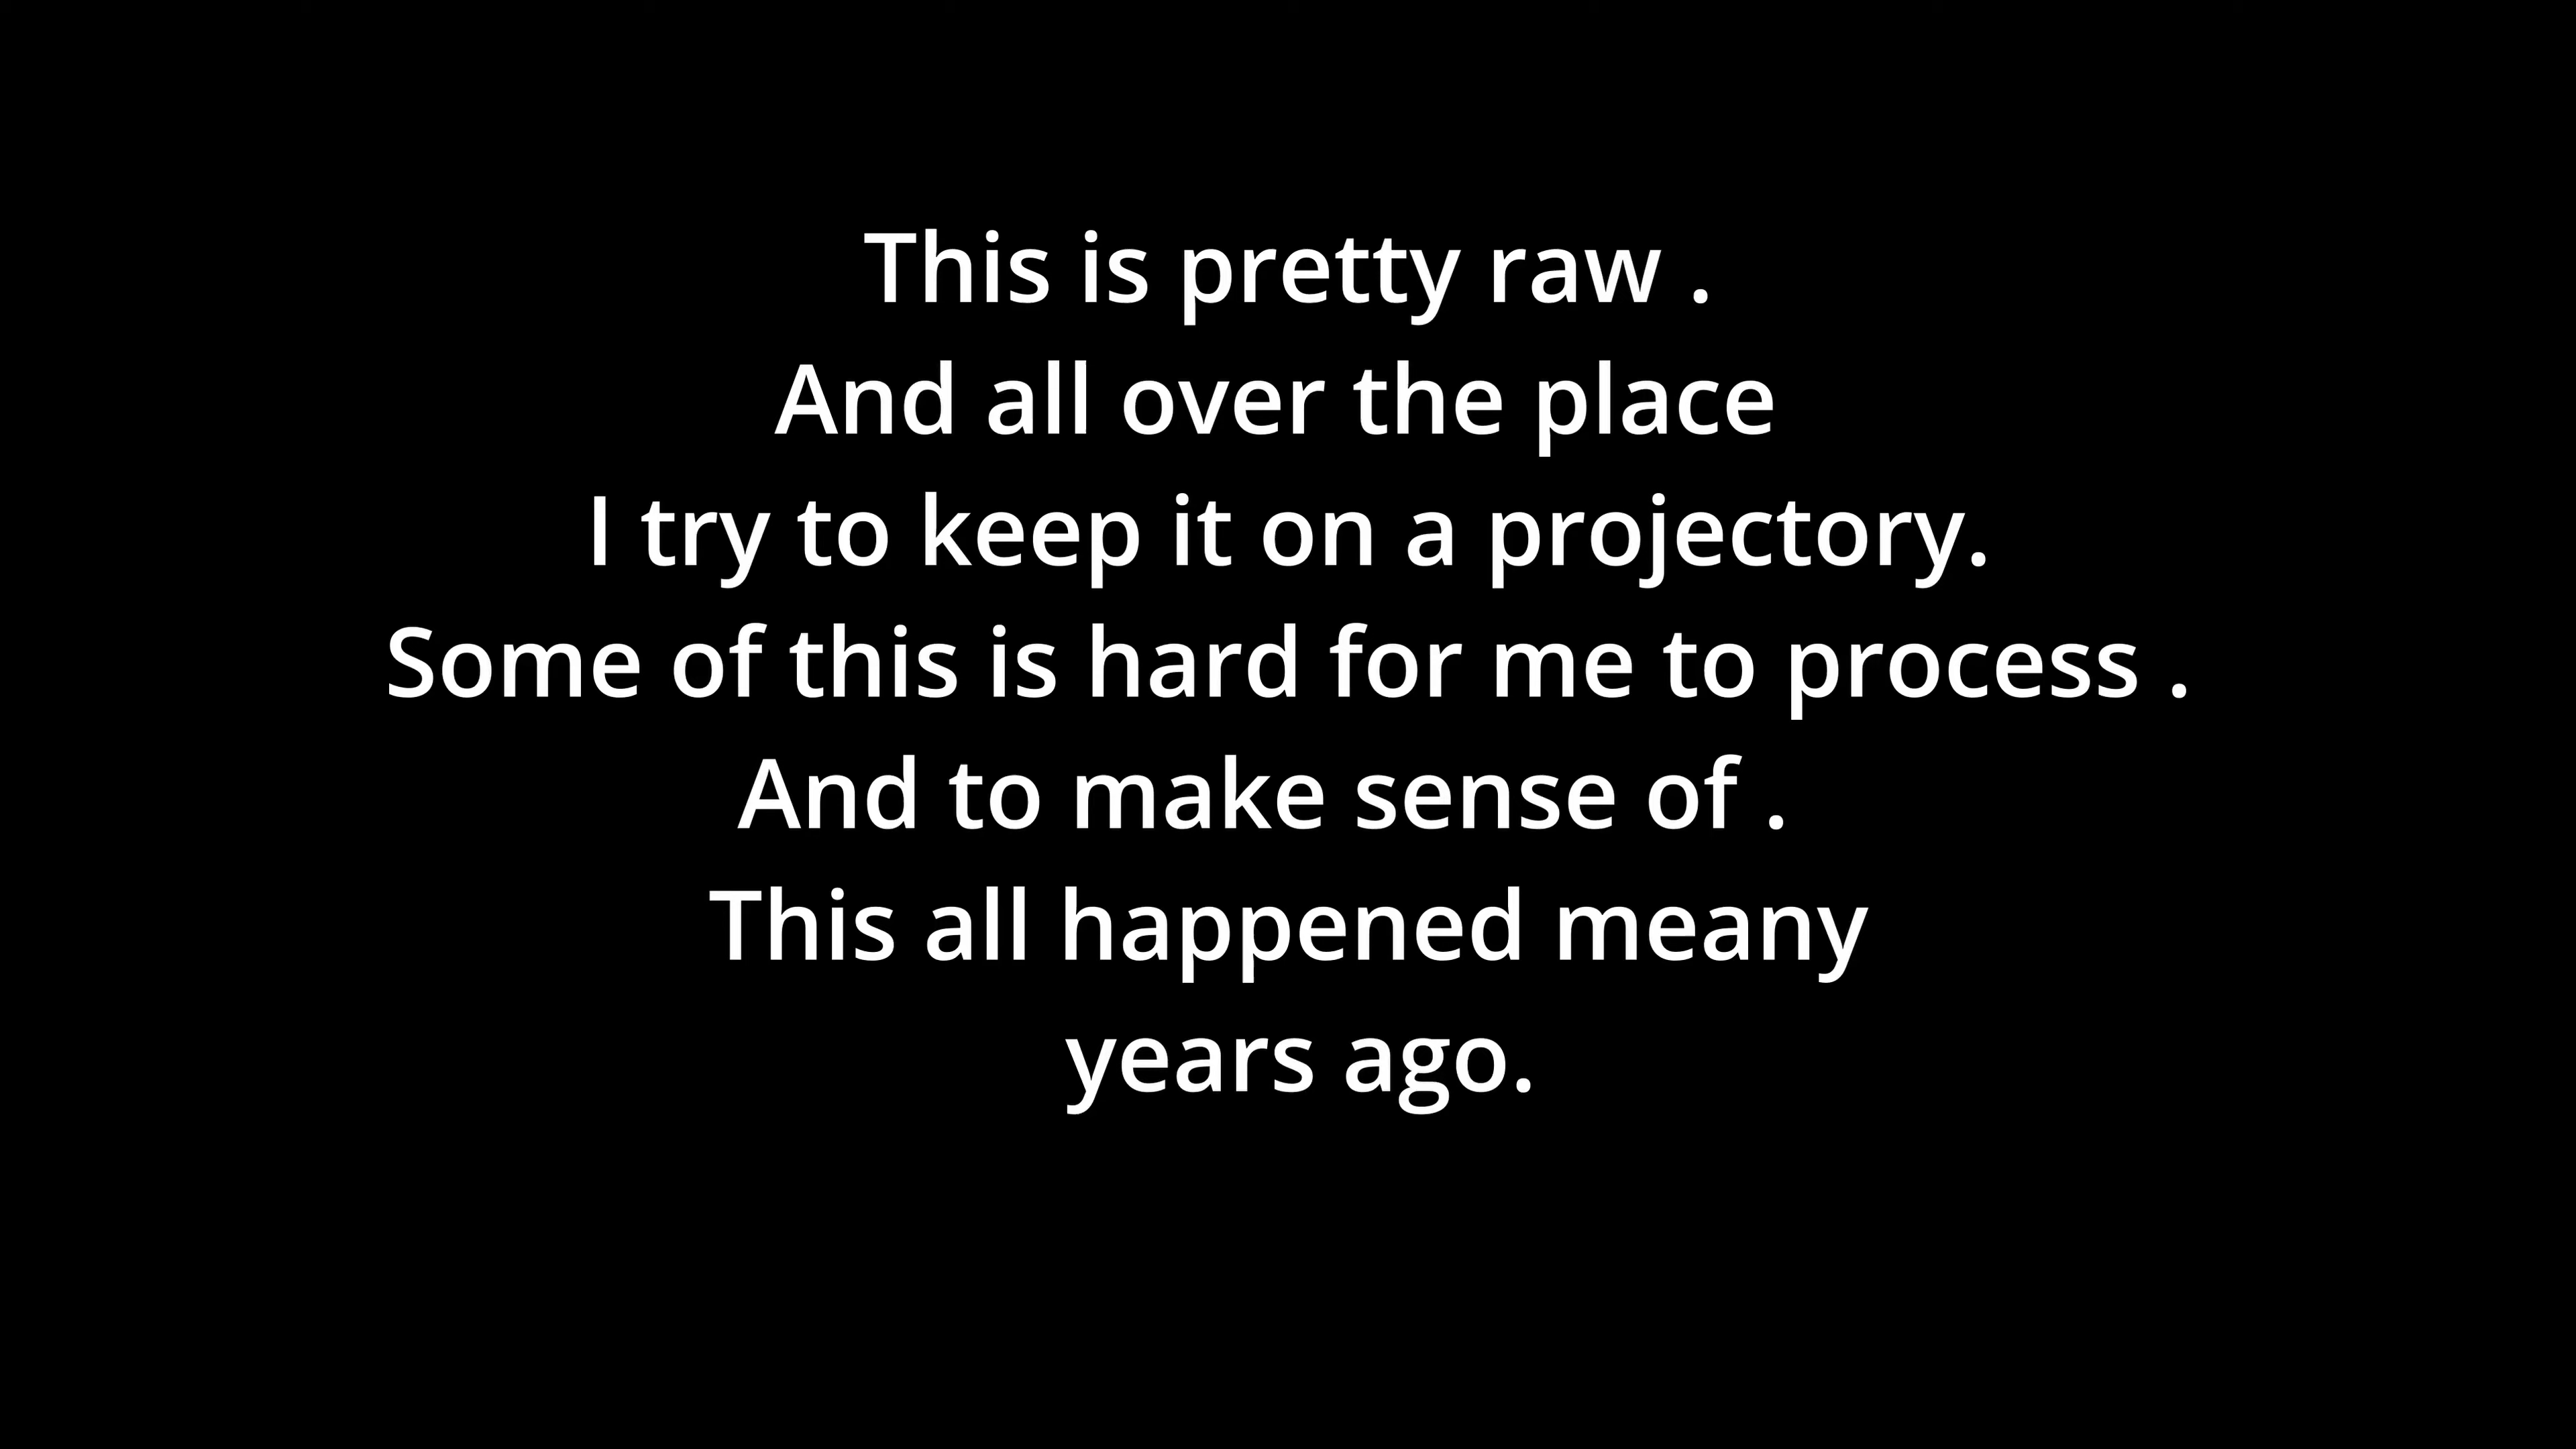 This is pretty raw .
And all over the place
I try to keep it on a projectory.
Some of this is hard for me to process .
And to make sense of .
This all happened meany
years ago.